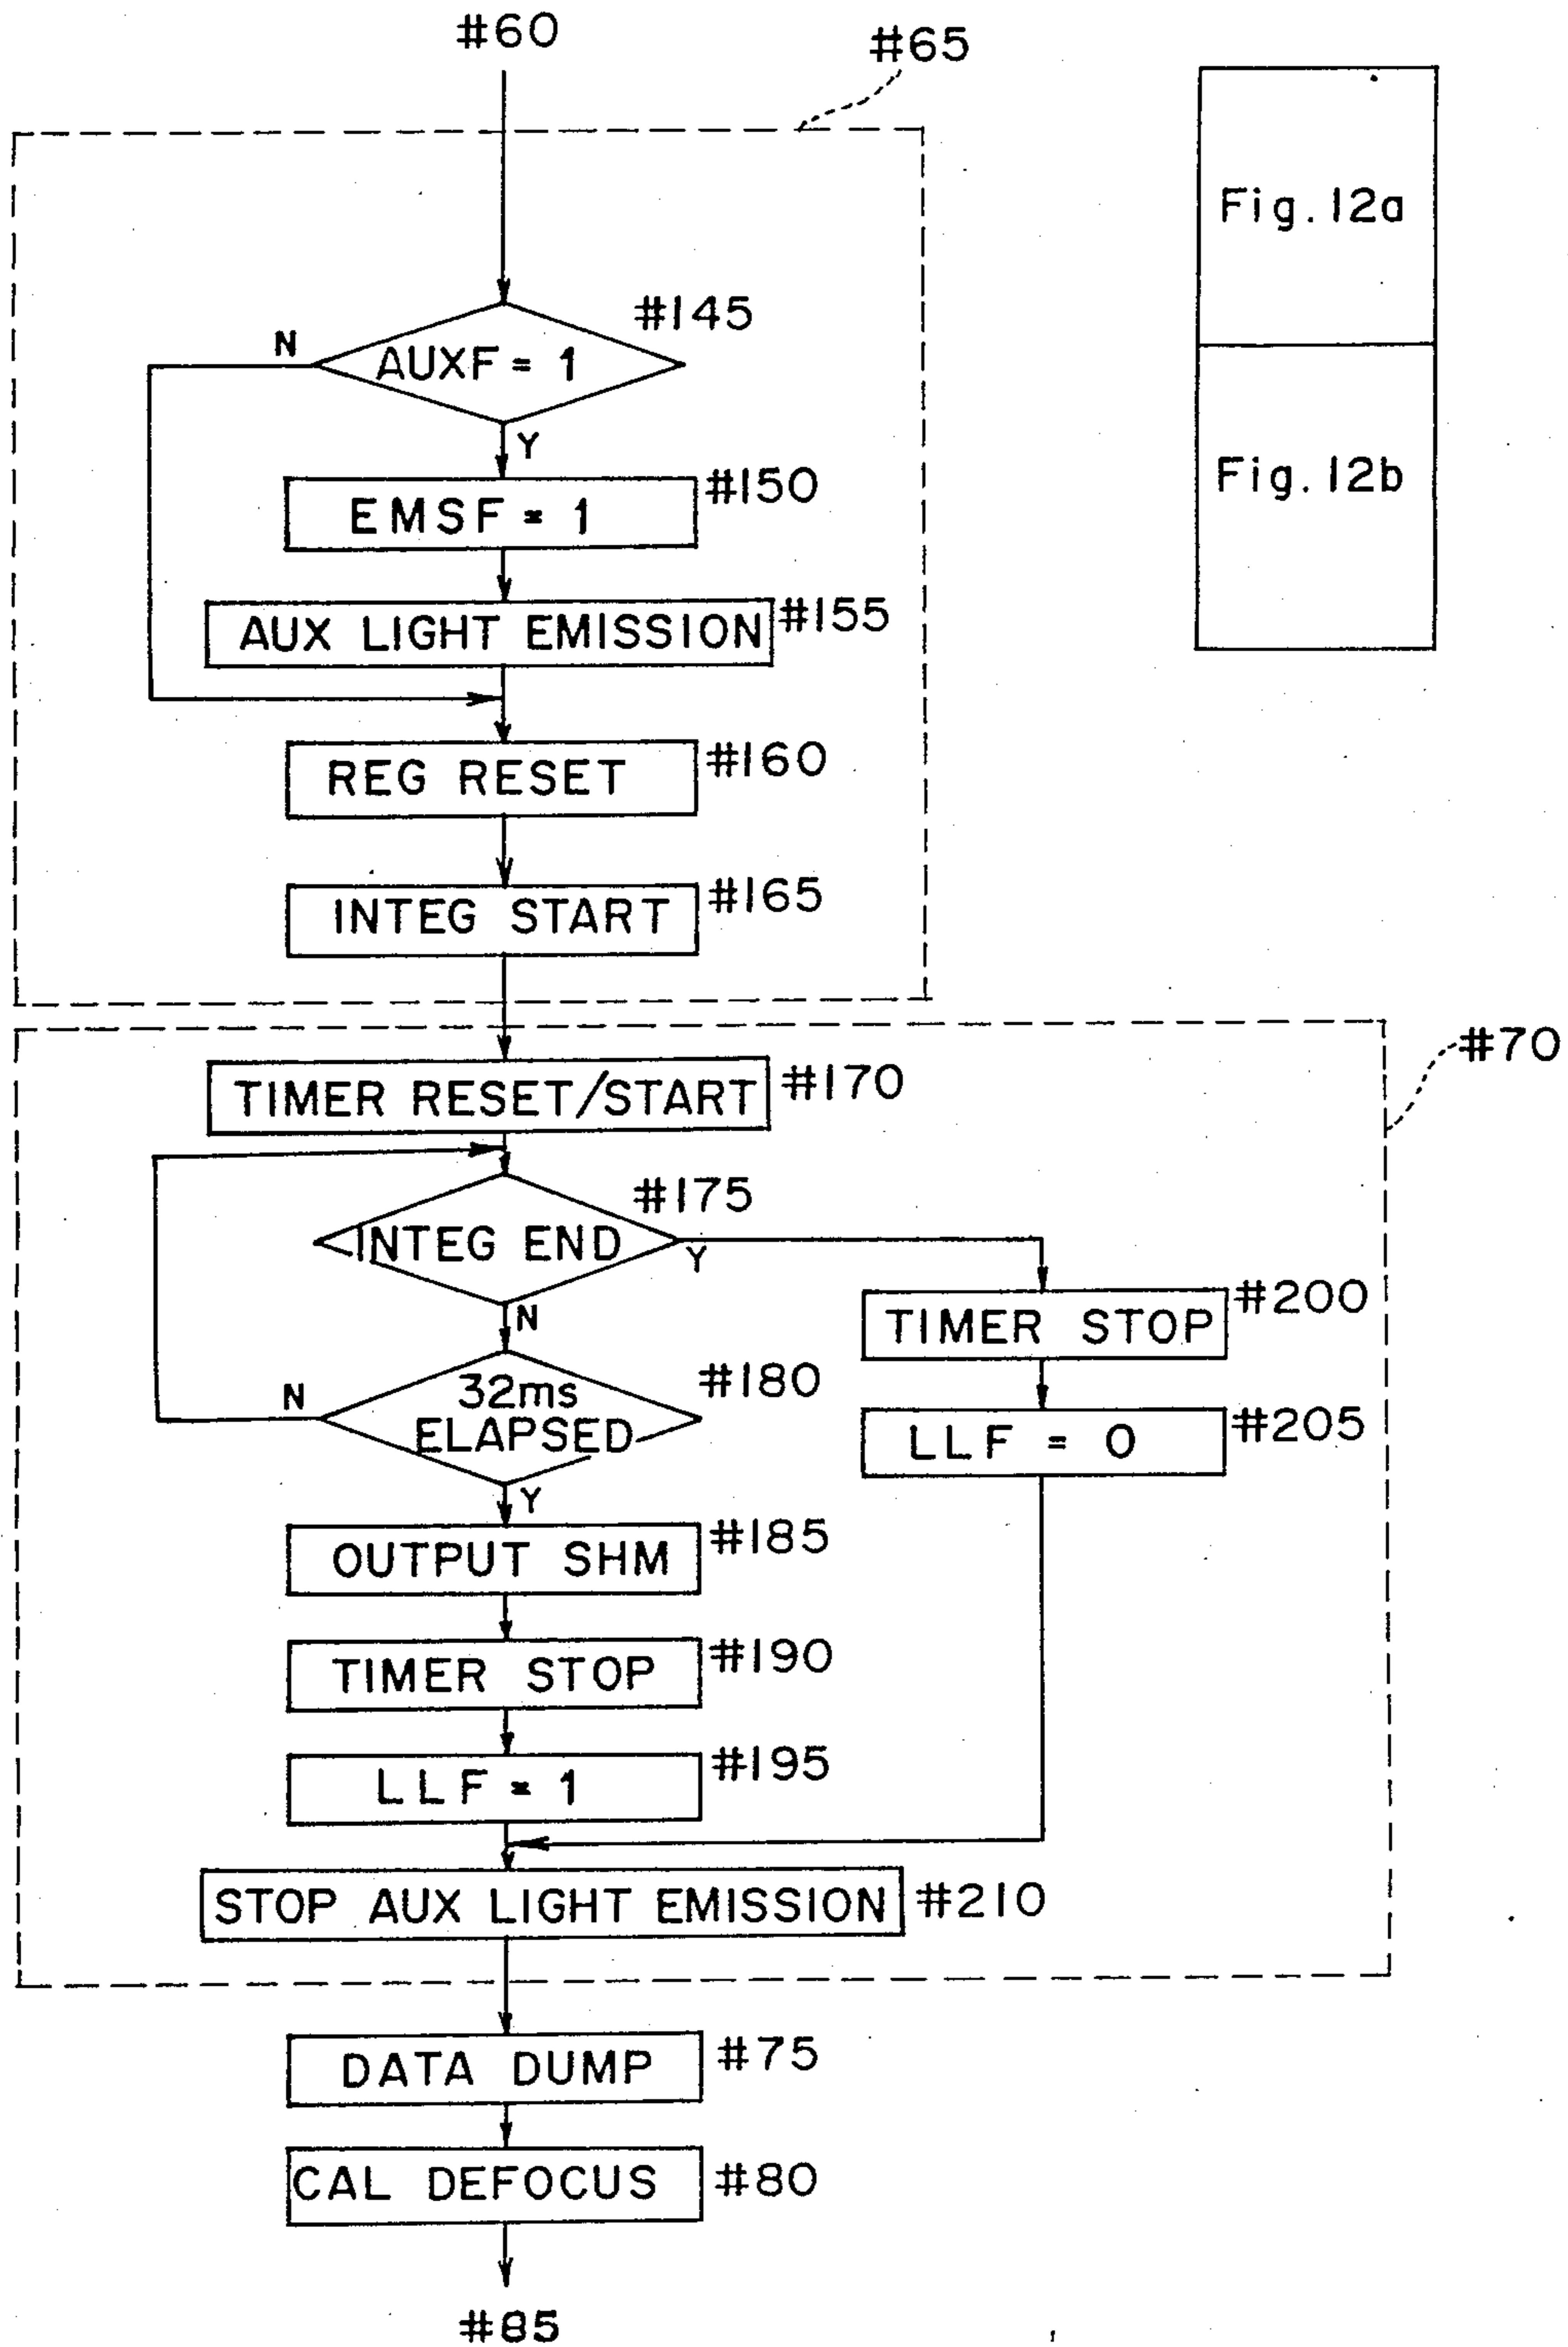 #60
#65
Fig. 12a
Fig. 12b
#145
N
AUXF = 1
Y
#150
EMSF = 1
#155
AUX LIGHT EMISSION
#160
REG RESET
#165
INTEG START
#70
#170
TIMER RESET/START
#175
INTEG END
Y
N
#200
TIMER STOP
#180
N
32ms
ELAPSED
Y
#205
LLF = 0
#185
OUTPUT SHM
#190
TIMER STOP
#195
LLF = 1
STOP AUX LIGHT EMISSION
#210
DATA DUMP
#75
CAL DEFOCUS
#80
#85